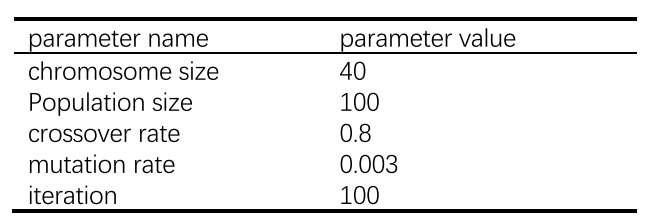 parameter name parameter value
chromosome size 40
Population size 100
crossover rate 0.8
mutation rate 0.003
iteration 100